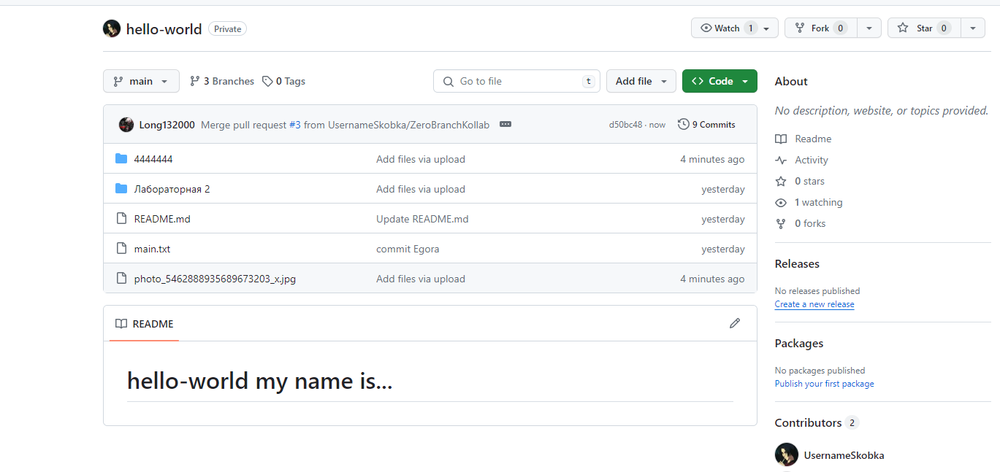 hello-world Private Watch 1 Fork 0 Star 0
main 3 Branches 0 Tags Go to file t Add file Code
Long132000 Merge pull request #3 from UsernameSkobka/ZeroBranchKollab d50bc48 · now 9 Commits
4444444 Add files via upload 4 minutes ago
Лабораторная 2 Add files via upload yesterday
README.md Update README.md yesterday
main.txt commit Egora yesterday
photo_5462888935689673203_x.jpg Add files via upload 4 minutes ago
README
hello-world my name is...
About
No description, website, or topics provided.
Readme
Activity
0 stars
1 watching
0 forks
Releases
No releases published
Create a new release
Packages
No packages published
Publish your first package
Contributors 2
UsernameSkobka